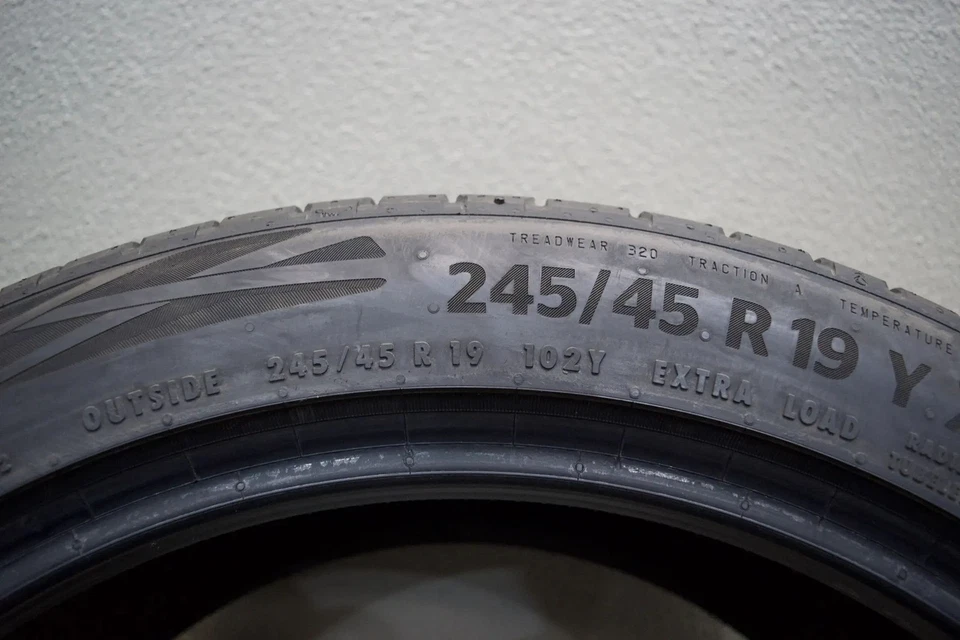 TREADWEAR 320 TRACTION A TEMPERATURE
245/45 R 19 Y
OUTSIDE 245/45 R 19 102Y EXTRA LOAD